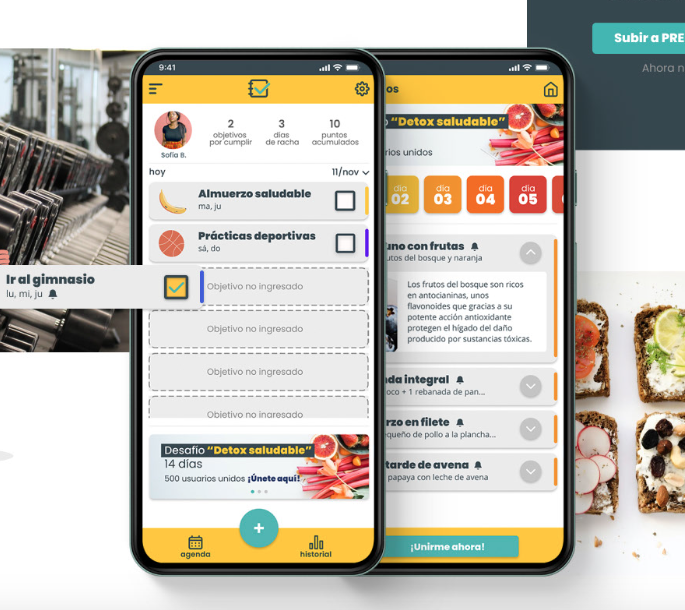 Subir a PRE
Ahora n
9:41
Sofía B.
2
objetivos
por cumplir
3
días
de racha
10
puntos
acumulados
hoy
11/nov
Almuerzo saludable
ma, ju
Prácticas deportivas
sá, do
Ir al gimnasio
lu, mi, ju
Objetivo no ingresado
Objetivo no ingresado
Objetivo no ingresado
Objetivo no ingresado
Desafío “Detox saludable”
14 días
500 usuarios unidos ¡Únete aquí!
+
agenda
historial
os
o “Detox saludable”
rios unidos
día
02
día
03
día
04
día
05
uno con frutas
utos del bosque y naranja
Los frutos del bosque son ricos
en antocianinas, unos
flavonoides que gracias a su
potente acción antioxidante
protegen el hígado del daño
producido por sustancias tóxicas.
nda integral
oco + 1 rebanada de pan...
rzo en filete
equeño de pollo a la plancha...
tarde de avena
papaya con leche de avena
¡Unirme ahora!